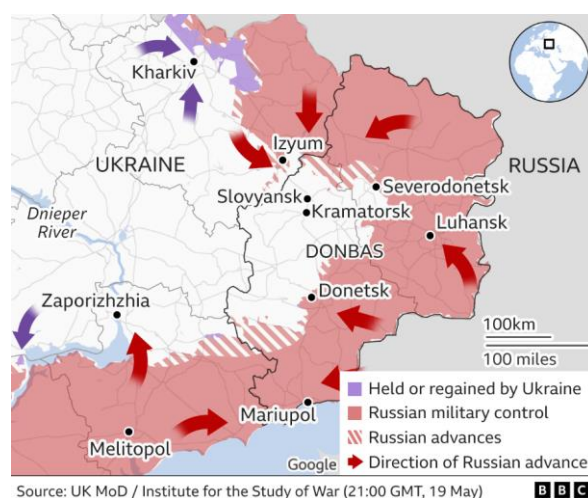 Kharkiv
Izyum
UKRAINE
RUSSIA
Slovyansk
Severodonetsk
Kramatorsk
Dnieper
River
Luhansk
DONBAS
Zaporizhzhia
Donetsk
100km
100 miles
Mariupol
Melitopol
Google
Held or regained by Ukraine
Russian military control
Russian advances
Direction of Russian advance
Source: UK MoD / Institute for the Study of War (21:00 GMT, 19 May)
BBC